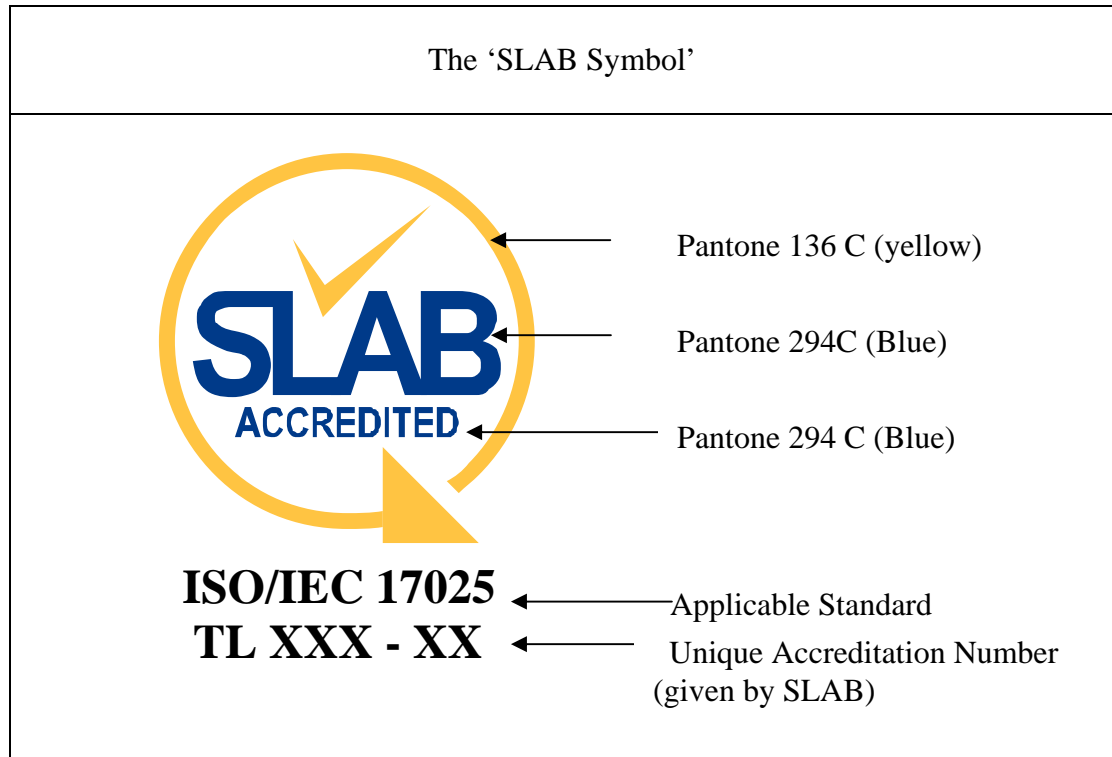 The ‘SLAB Symbol’
Pantone 136 C (yellow)
SLAB
Pantone 294C (Blue)
ACCREDITED
Pantone 294 C (Blue)
ISO/IEC 17025
Applicable Standard
TL XXX - XX
Unique Accreditation Number
(given by SLAB)